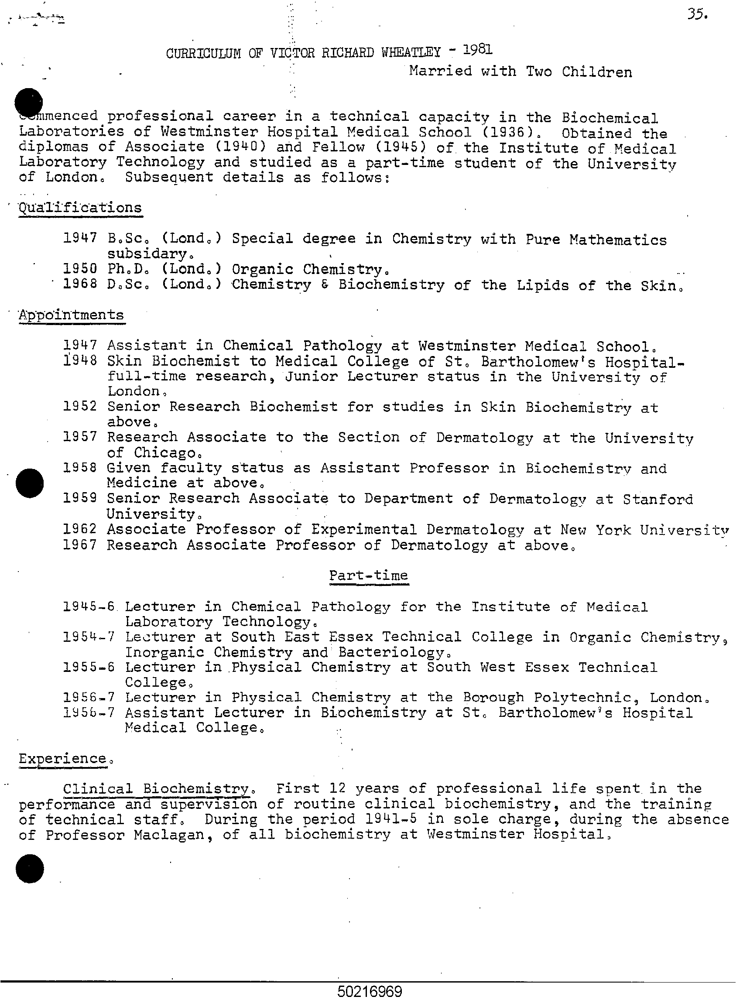 35.
CURRICULUM OF VICTOR RICHARD WHEATLEY - 1981
Married with Two Children
Commenced professional career in a technical capacity in the Biochemical
Laboratories of Westminster Hospital Medical School (1936). Obtained the
diplomas of Associate (1940) and Fellow (1945) of the Institute of Medical
Laboratory Technology and studied as a part-time student of the University
of London. Subsequent details as follows:
Qualifications
1947 B.Sc. (Lond.) Special degree in Chemistry with Pure Mathematics
subsidary.
1950 Ph.D. (Lond.) Organic Chemistry.
1968 D.Sc. (Lond.) Chemistry & Biochemistry of the Lipids of the Skin.
Appointments
1947 Assistant in Chemical Pathology at Westminster Medical School.
1948 Skin Biochemist to Medical College of St. Bartholomew's Hospital-
full-time research, Junior Lecturer status in the University of
London.
1952 Senior Research Biochemist for studies in Skin Biochemistry at
above.
1957 Research Associate to the Section of Dermatology at the University
of Chicago.
1958 Given faculty status as Assistant Professor in Biochemistry and
Medicine at above.
1959 Senior Research Associate to Department of Dermatology at Stanford
University.
1962 Associate Professor of Experimental Dermatology at New York University
1967 Research Associate Professor of Dermatology at above.
Part-time
1945-6 Lecturer in Chemical Pathology for the Institute of Medical
Laboratory Technology.
1954-7 Lecturer at South East Essex Technical College in Organic Chemistry,
Inorganic Chemistry and Bacteriology.
1955-6 Lecturer in Physical Chemistry at South West Essex Technical
College.
1956-7 Lecturer in Physical Chemistry at the Borough Polytechnic, London.
1956-7 Assistant Lecturer in Biochemistry at St. Bartholomew's Hospital
Medical College.
Experience.
Clinical Biochemistry. First 12 years of professional life spent in the
performance and supervision of routine clinical biochemistry, and the training
of technical staff. During the period 1941-5 in sole charge, during the absence
of Professor Maclagan, of all biochemistry at Westminster Hospital.
50216969